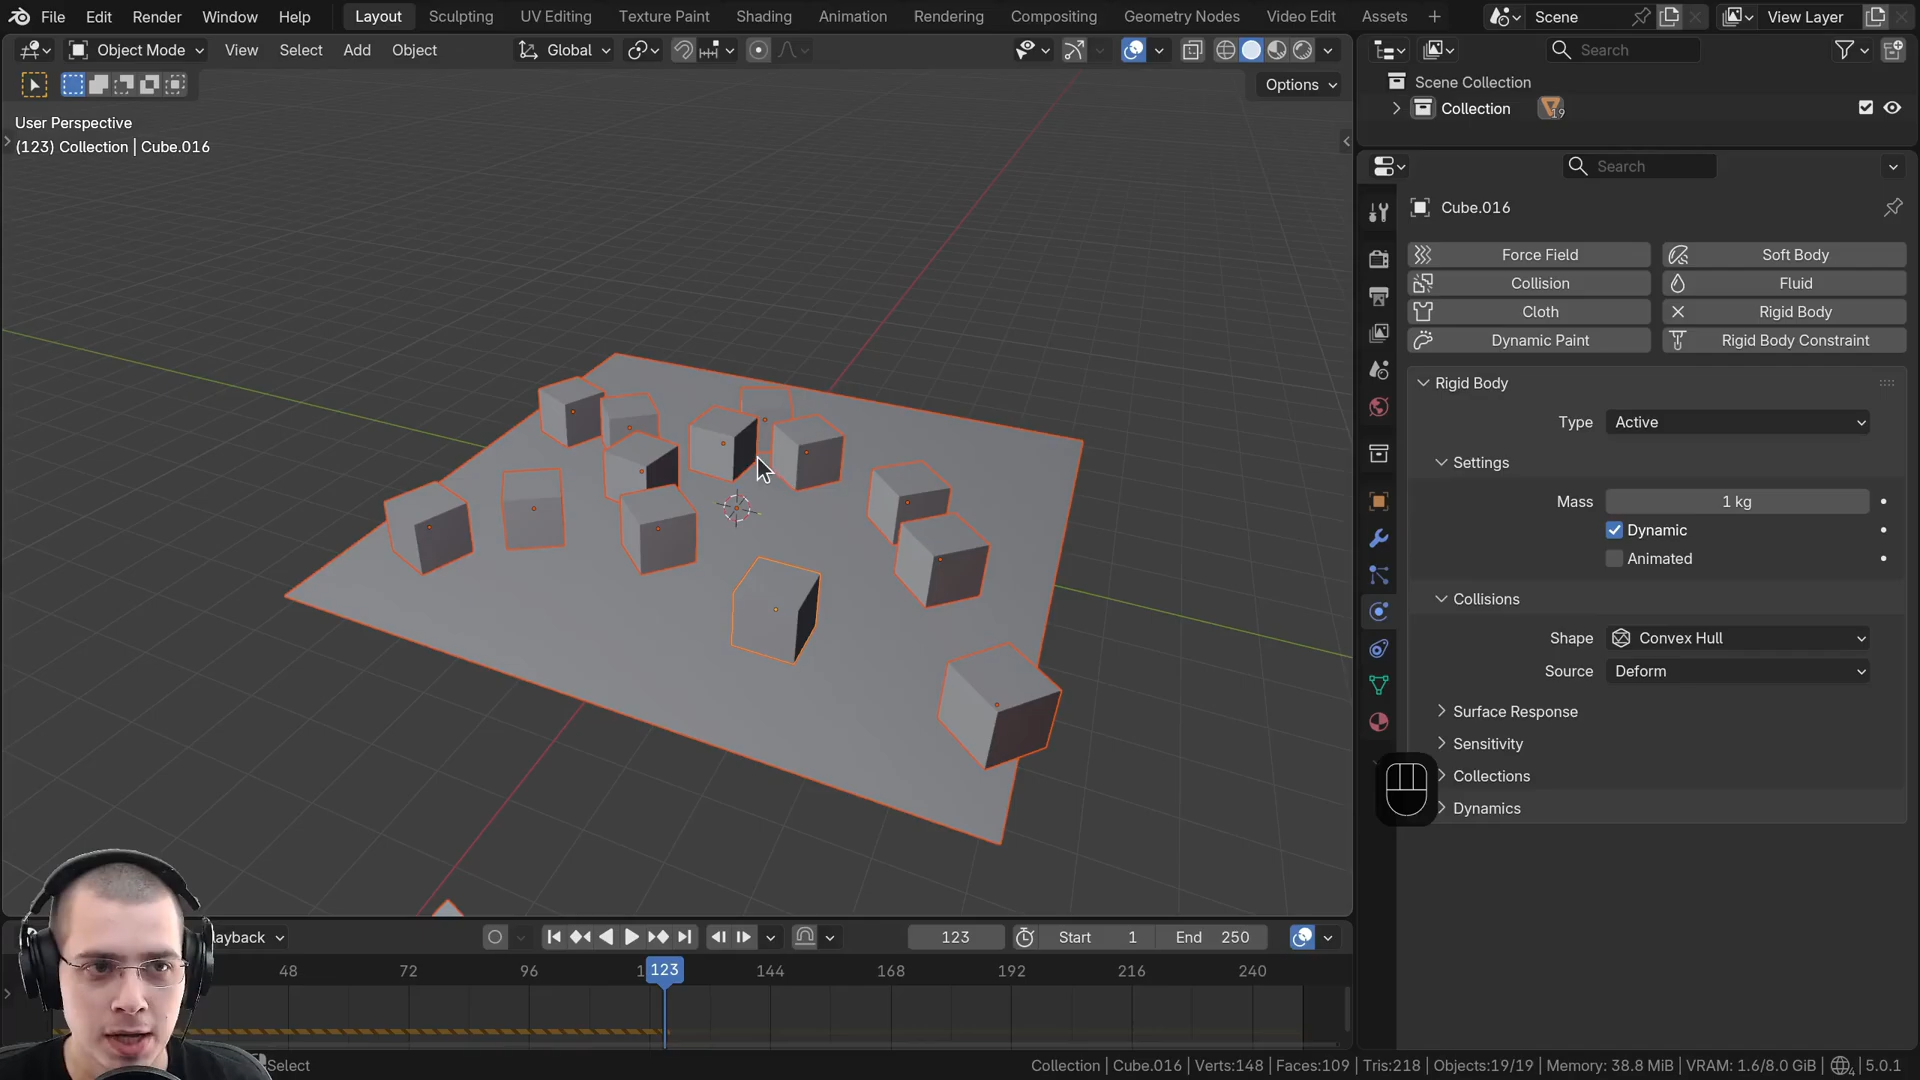 File Edit Render Window Help Layout Sculpting UV Editing Texture Paint Shading Animation Rendering Compositing Geometry Nodes Video Edit Assets Scene View Layer
Object Mode View Select Add Object Global Search
Options
Scene Collection
Collection 19
User Perspective
(123) Collection | Cube.016
Search
Cube.016
Force Field Soft Body
Collision Fluid
Cloth Rigid Body
Dynamic Paint Rigid Body Constraint
Rigid Body
Type Active
Settings
Mass 1 kg
Dynamic
Animated
Collisions
Shape Convex Hull
Source Deform
Surface Response
Sensitivity
Collections
Dynamics
layback 123 Start 1 End 250
48 72 96 1 123 144 168 192 216 240
Select Collection | Cube.016 | Verts:148 | Faces:109 | Tris:218 | Objects:19/19 | Memory: 38.8 MiB | VRAM: 1.6/8.0 GiB | 4 | 5.0.1